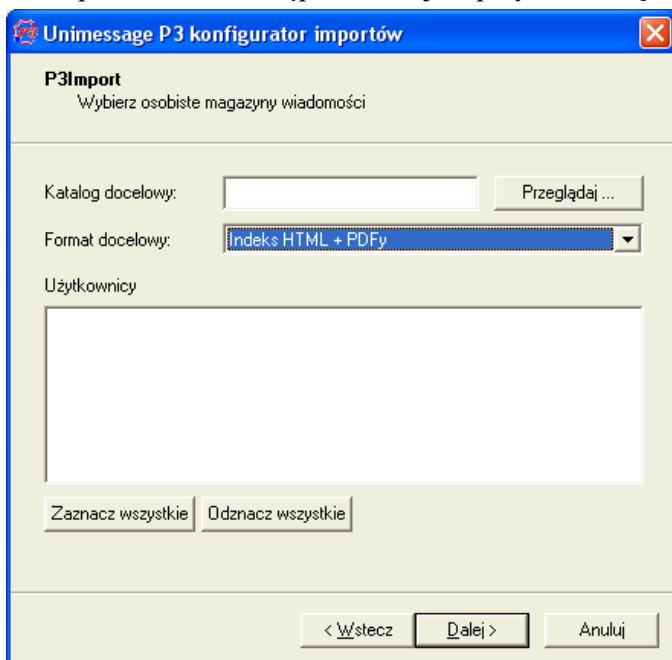 Unimessage P3 konfigurator importów
P3Import
Wybierz osobiste magazyny wiadomości
Katalog docelowy:
Przeglądaj ...
Format docelowy:
Indeks HTML + PDFy
Użytkownicy
Zaznacz wszystkie Odznacz wszystkie
< Wstecz Dalej > Anuluj